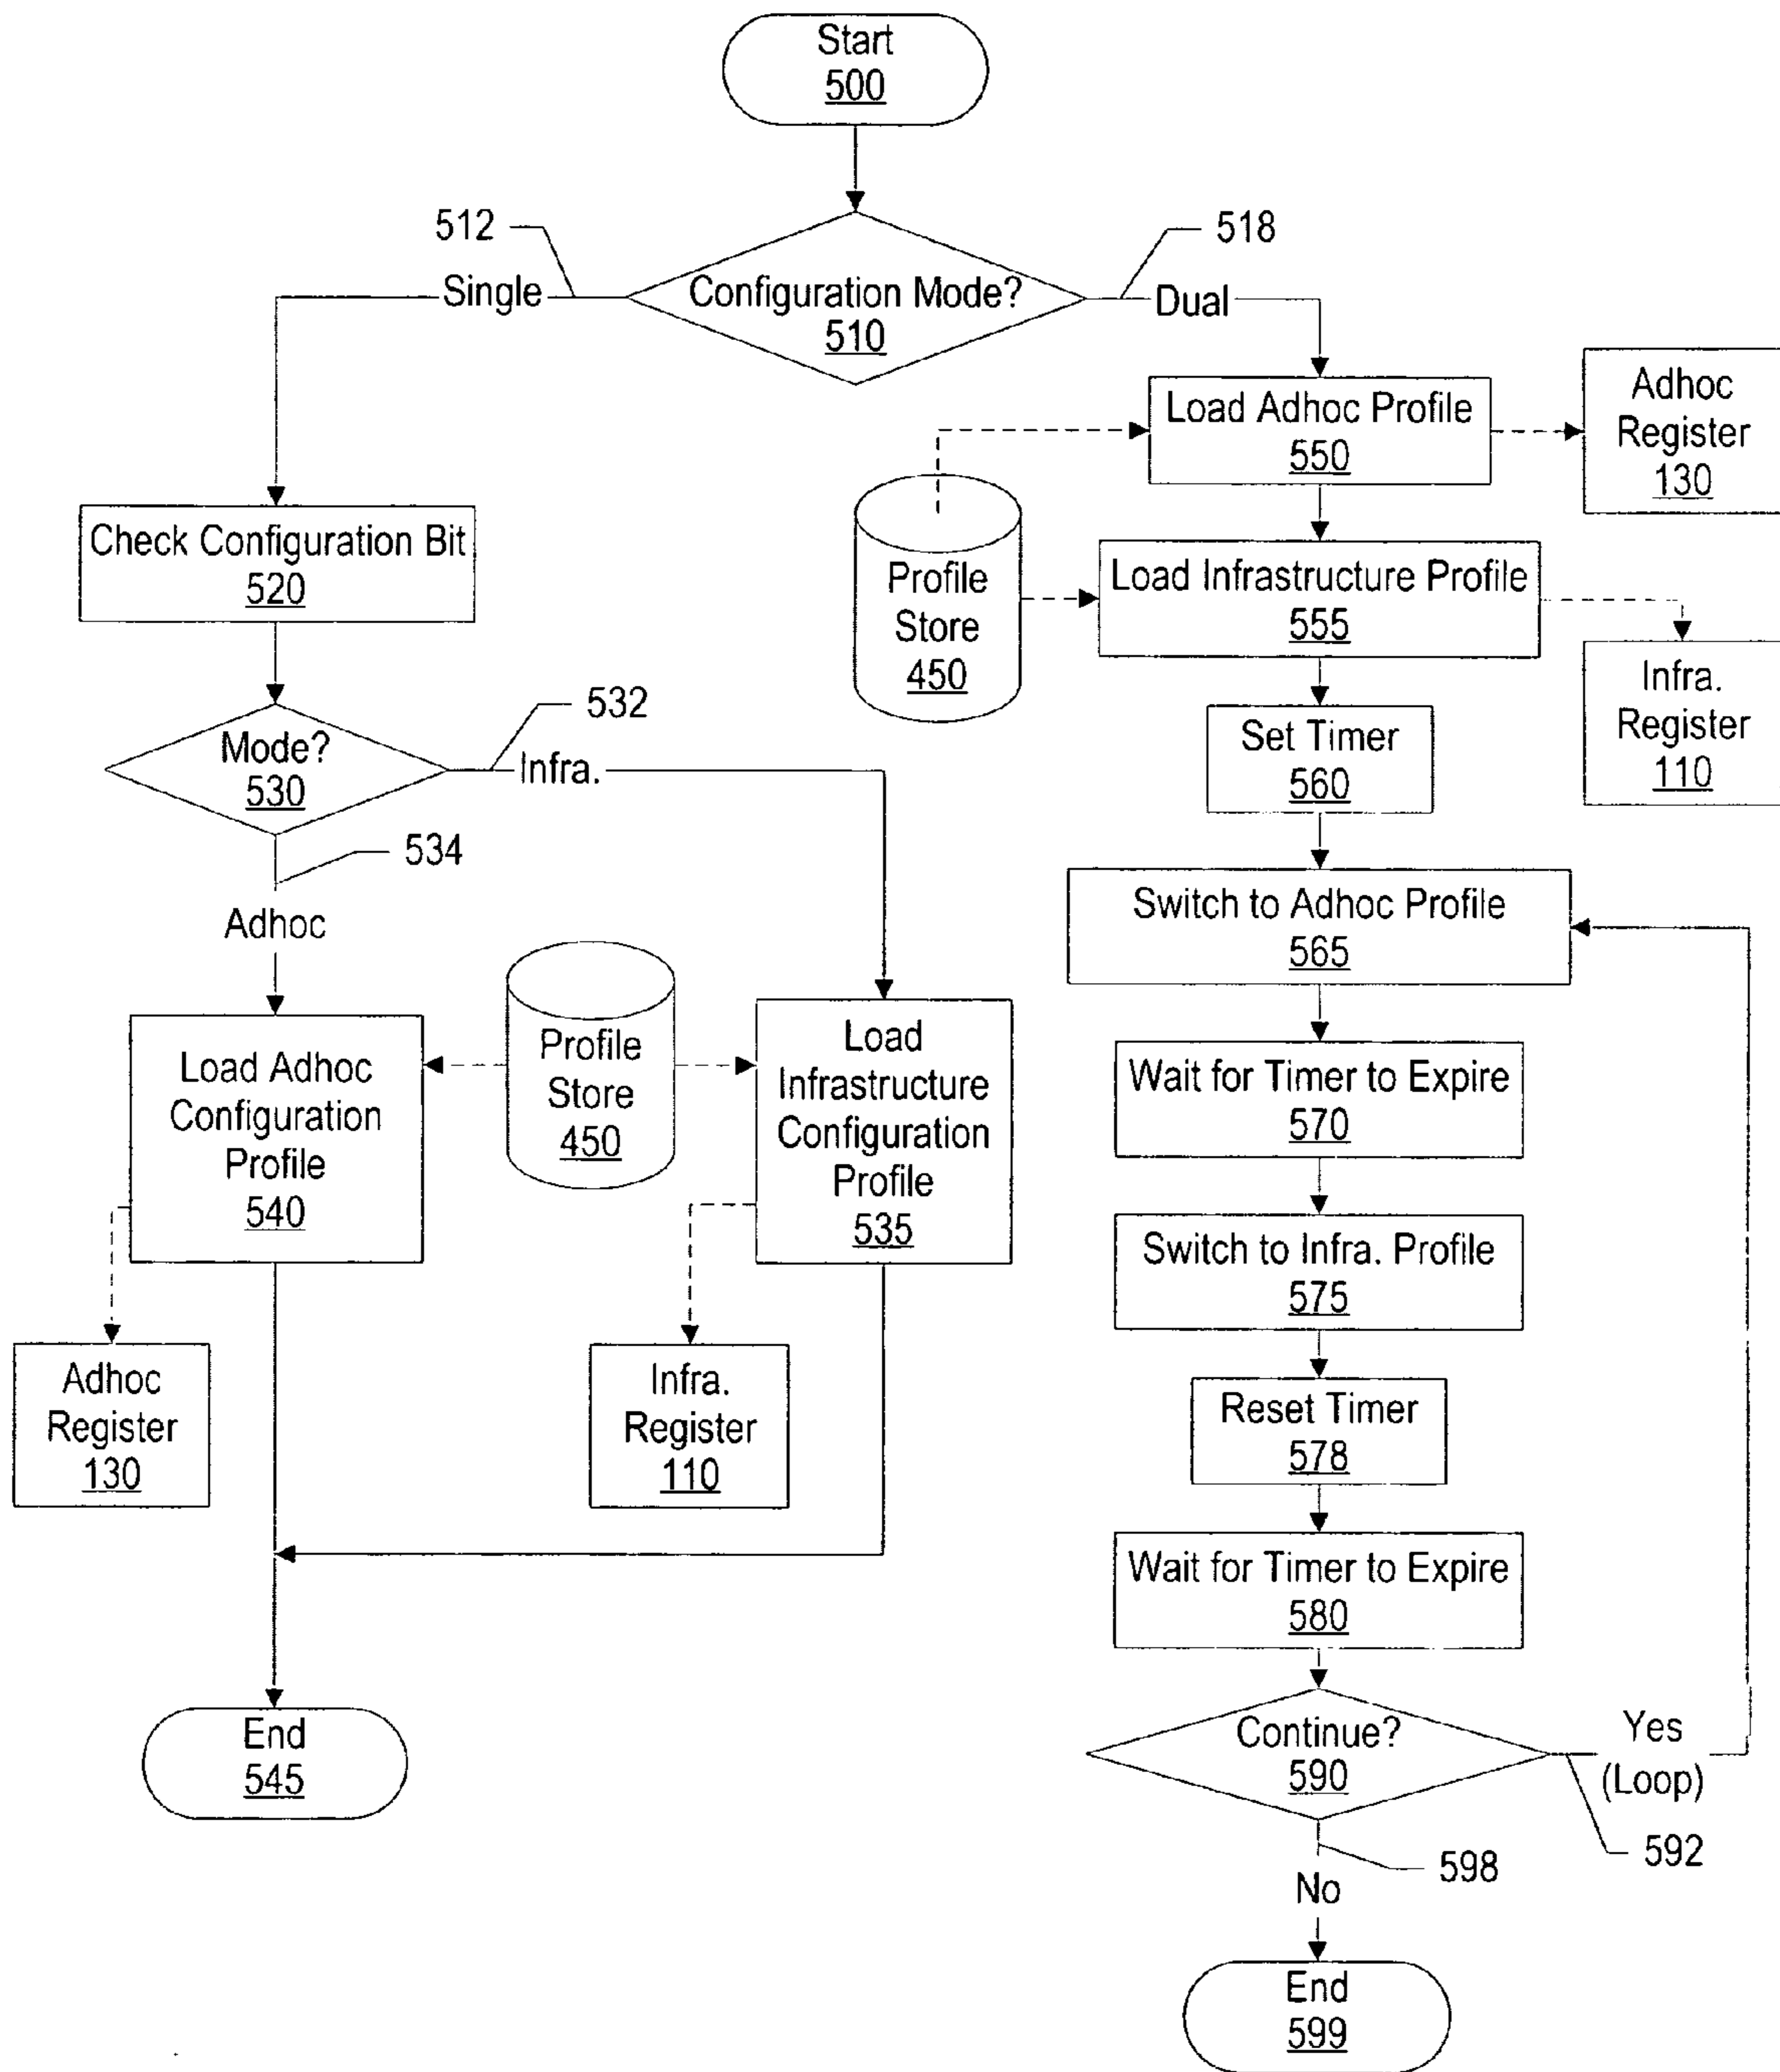 Start
500
512
518
Single
Configuration Mode?
510
Dual
Load Adhoc Profile
550
Adhoc
Register
130
Check Configuration Bit
520
Profile
Store
450
Load Infrastructure Profile
555
Infra.
Register
110
532
Mode?
530
Infra.
Set Timer
560
534
Adhoc
Switch to Adhoc Profile
565
Load Adhoc
Configuration
Profile
540
Profile
Store
450
Load
Infrastructure
Configuration
Profile
535
Wait for Timer to Expire
570
Switch to Infra. Profile
575
Adhoc
Register
130
Infra.
Register
110
Reset Timer
578
Wait for Timer to Expire
580
End
545
Continue?
590
Yes
(Loop)
592
598
No
End
599